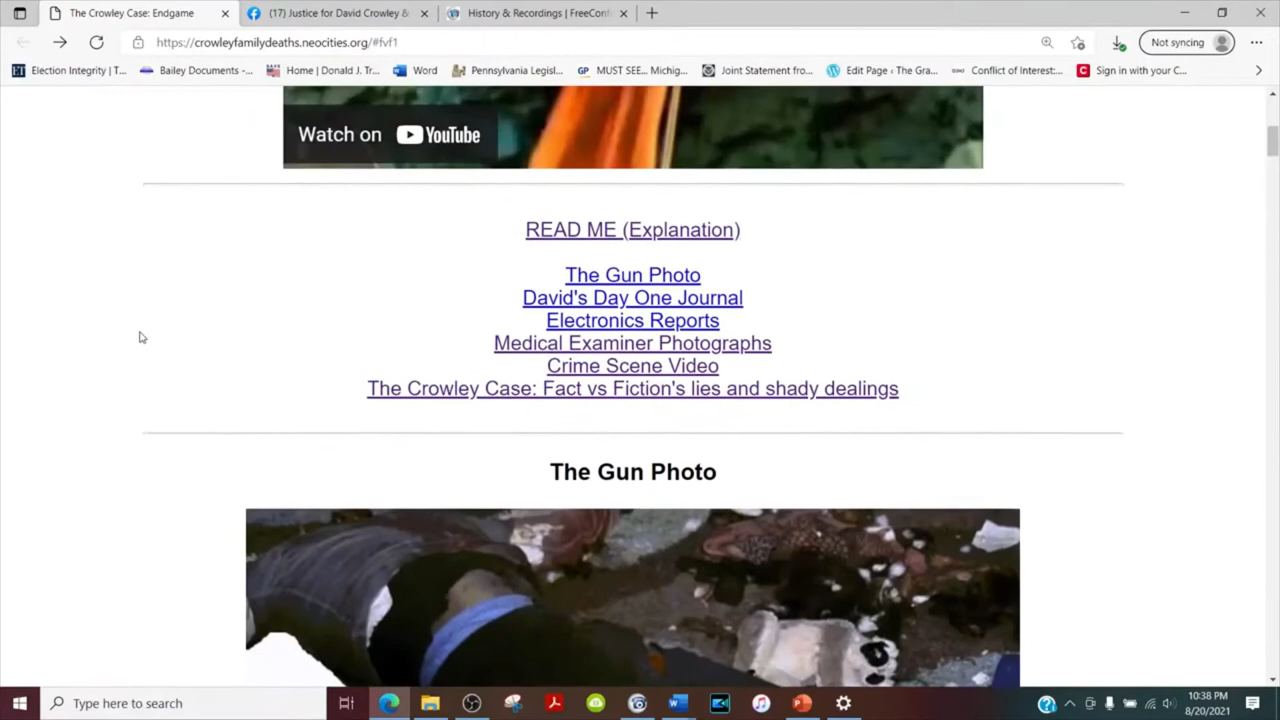 The Crowley Case: Endgame
(17) Justice for David Crowley &
History & Recordings | FreeConf
https://crowleyfamilydeaths.neocities.org/#fvf1
Not syncing
Election Integrity | T...
Bailey Documents -...
Home | Donald J. Tr...
Word
Pennsylvania Legisl...
GP
MUST SEE... Michig...
Joint Statement fro...
Edit Page ‹ The Gra...
Conflict of Interest:...
Sign in with your C...
Watch on YouTube
READ ME (Explanation)
The Gun Photo
David's Day One Journal
Electronics Reports
Medical Examiner Photographs
Crime Scene Video
The Crowley Case: Fact vs Fiction's lies and shady dealings
The Gun Photo
Type here to search
10:38 PM
8/20/2021